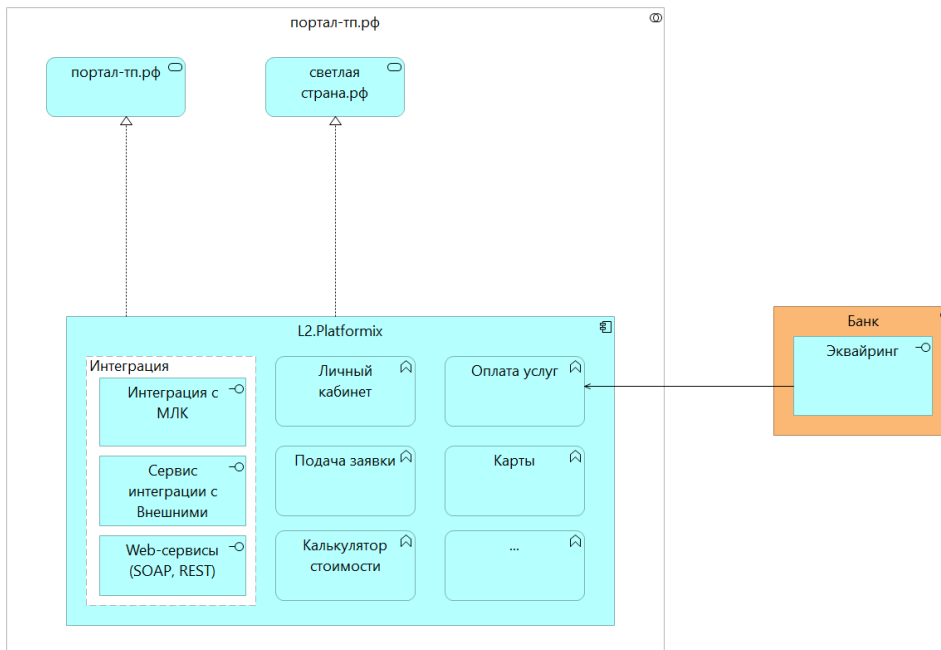 портал-тп.рф
портал-тп.рф
светлая
страна.рф
L2.Platformix
Интеграция
Интеграция с
МЛК
Сервис
интеграции с
Внешними
Web-сервисы
(SOAP, REST)
Личный
кабинет
Оплата услуг
Подача заявки
Карты
Калькулятор
стоимости
...
Банк
Эквайринг